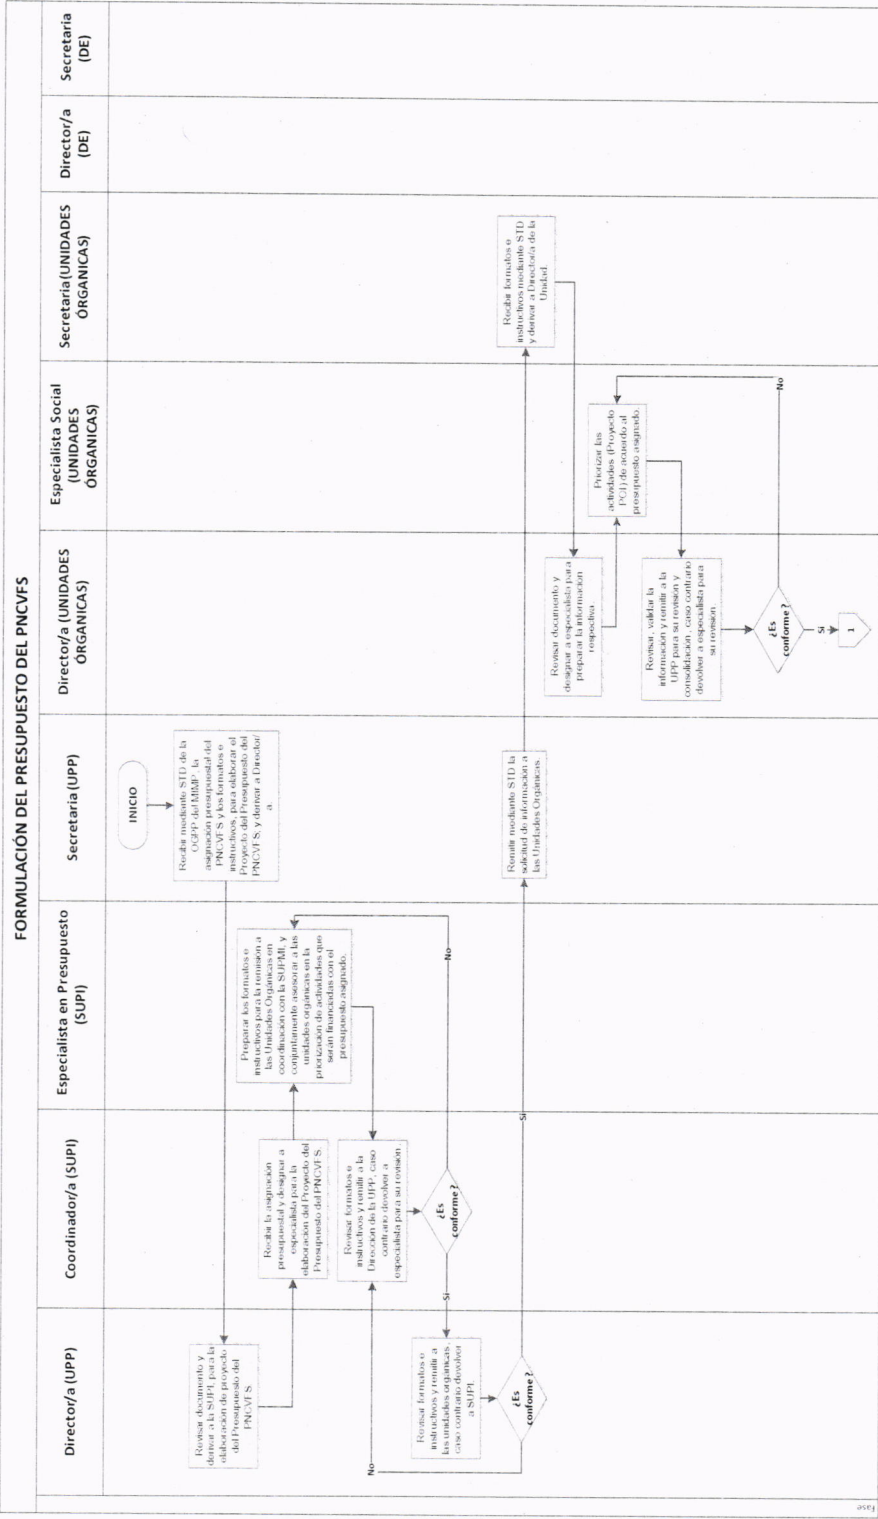 FORMULACIÓN DEL PRESUPUESTO DEL PNCVFS
Director/a (UPP)
Coordinador/a (SUPI)
Especialista en Presupuesto
(SUPI)
Secretaria (UPP)
Director/a (UNIDADES
ÓRGANICAS)
Especialista Social
(UNIDADES
ÓRGANICAS)
Secretaria (UNIDADES
ÓRGANICAS)
Director/a
(DE)
Secretaria
(DE)
Fase
INICIO
Recibir mediante STD de la
OGPP del MIMP, la
asignación presupuestal del
PNCVFS y los formatos e
instructivos, para elaborar el
Proyecto del Presupuesto del
PNCVFS; y derivar a Director/
a.
Revisar documento y
derivar a la SUPI, para la
elaboración de proyecto
del Presupuesto del
PNCVFS.
Recibir la asignación
presupuestal y designar a
especialista para la
elaboración del Proyecto del
Presupuesto del PNCVFS.
Preparar los formatos e
instructivos para la remisión a
las Unidades Orgánicas en
coordinación con la SUPMI, y
conjuntamente asesorar a las
unidades orgánicas en la
priorización de actividades que
serán financiadas con el
presupuesto asignado.
Revisar formatos e
instructivos y remitir a la
Dirección de la UPP, caso
contrario devolver a
especialista para su revisión.
¿Es
conforme?
No
Si
Revisar formatos e
instructivos y remitir a
las unidades orgánicas,
caso contrario devolver
a SUPI.
¿Es
conforme?
No
Si
Remitir mediante STD la
solicitud de información a
las Unidades Orgánicas.
Recibir formatos e
instructivos mediante STD
y derivar a Director/a de la
Unidad.
Revisar documento y
designar a especialista para
preparar la información
respectiva.
Priorizar las
actividades (Proyecto
POI) de acuerdo al
presupuesto asignado.
Revisar, validar la
información y remitir a la
UPP para su revisión y
consolidación, caso contrario
devolver a especialista para
su revisión.
¿Es
conforme?
No
Si
1